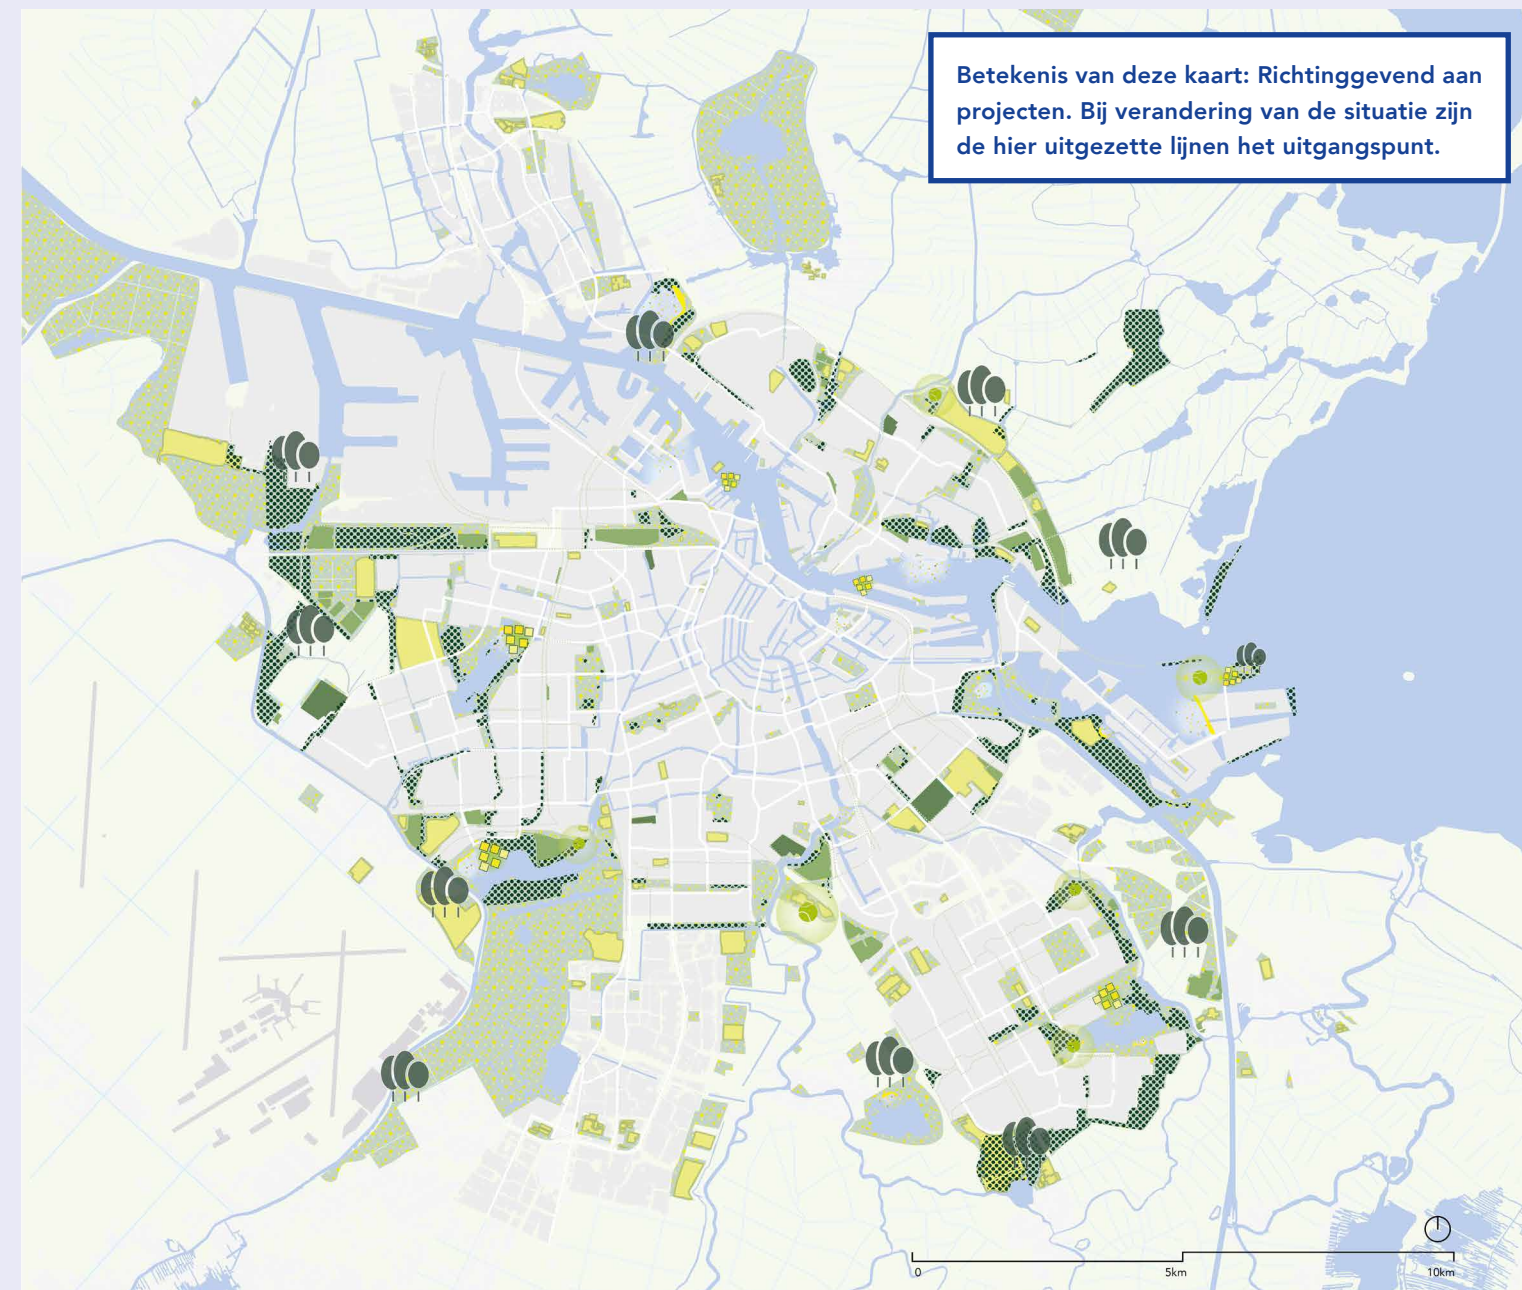 Betekenis van deze kaart: Richtinggevend aan
projecten. Bij verandering van de situatie zijn
de hier uitgezette lijnen het uitgangspunt.
0 5km 10km